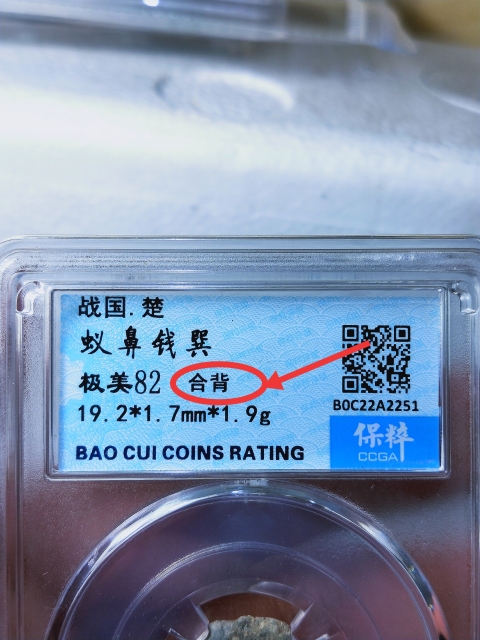 战国.楚
蚁鼻钱巽
极美82 合背
19.2*1.7mm*1.9g
BAO CUI COINS RATING
B0C22A2251
保粹
CCGA